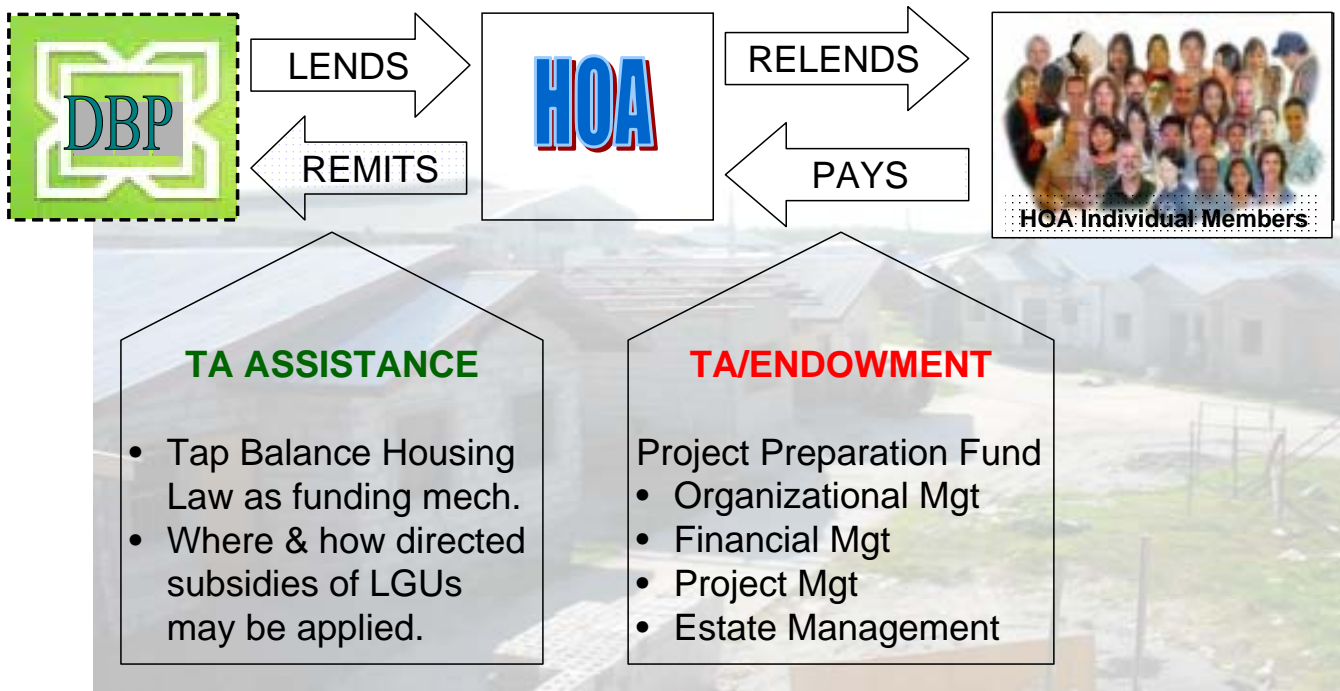 DBP
LENDS
REMITS
HOA
RELENDS
PAYS
HOA Individual Members
TA ASSISTANCE
• Tap Balance Housing
Law as funding mech.
• Where & how directed
subsidies of LGUs
may be applied.
TA/ENDOWMENT
Project Preparation Fund
• Organizational Mgt
• Financial Mgt
• Project Mgt
• Estate Management